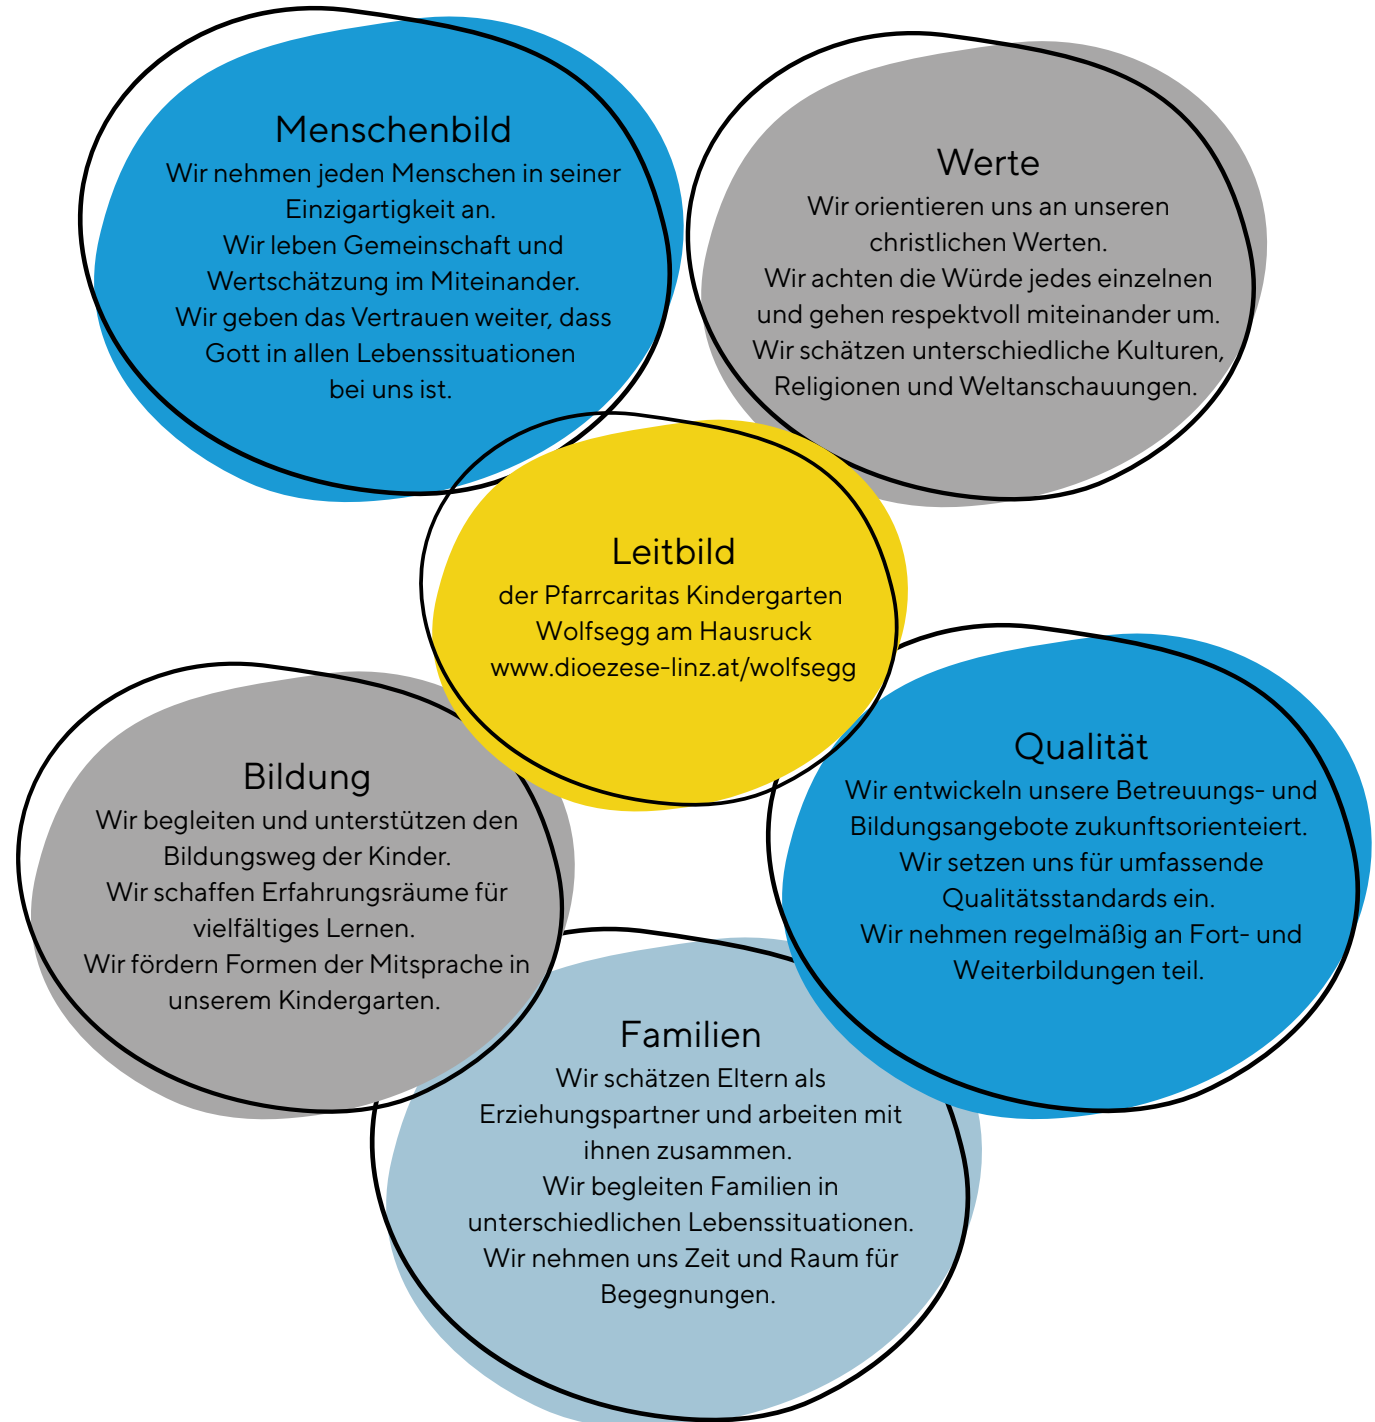 Menschenbild
Wir nehmen jeden Menschen in seiner
Einzigartigkeit an.
Wir leben Gemeinschaft und
Wertschätzung im Miteinander.
Wir geben das Vertrauen weiter, dass
Gott in allen Lebenssituationen
bei uns ist.
Werte
Wir orientieren uns an unseren
christlichen Werten.
Wir achten die Würde jedes einzelnen
und gehen respektvoll miteinander um.
Wir schätzen unterschiedliche Kulturen,
Religionen und Weltanschauungen.
Leitbild
der Pfarrcaritas Kindergarten
Wolfsegg am Hausruck
www.dioezese-linz.at/wolfsegg
Bildung
Wir begleiten und unterstützen den
Bildungsweg der Kinder.
Wir schaffen Erfahrungsräume für
vielfältiges Lernen.
Wir fördern Formen der Mitsprache in
unserem Kindergarten.
Qualität
Wir entwickeln unsere Betreuungs- und
Bildungsangebote zukunftsorienteiert.
Wir setzen uns für umfassende
Qualitätsstandards ein.
Wir nehmen regelmäßig an Fort- und
Weiterbildungen teil.
Familien
Wir schätzen Eltern als
Erziehungspartner und arbeiten mit
ihnen zusammen.
Wir begleiten Familien in
unterschiedlichen Lebenssituationen.
Wir nehmen uns Zeit und Raum für
Begegnungen.